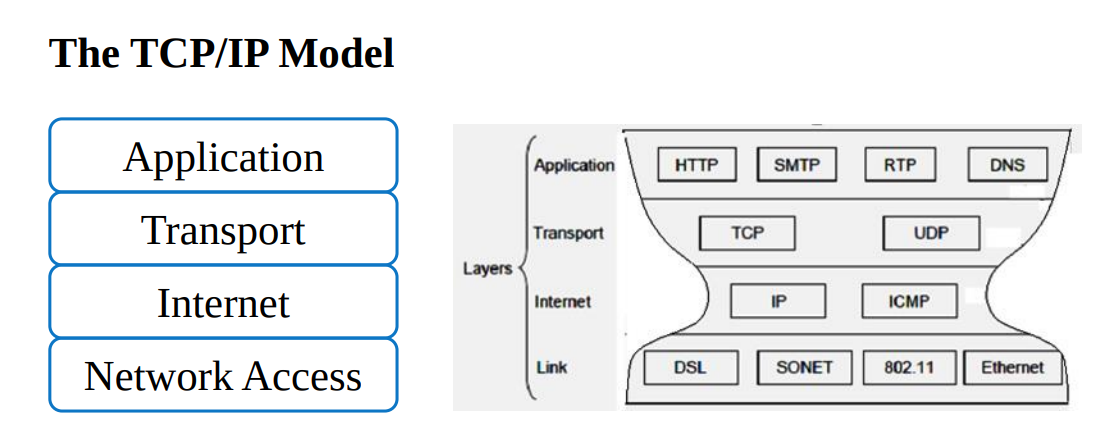 The TCP/IP Model
Application
Transport
Internet
Network Access
Layers
Application
HTTP SMTP RTP DNS
Transport
TCP UDP
Internet
IP ICMP
Link
DSL SONET 802.11 Ethernet